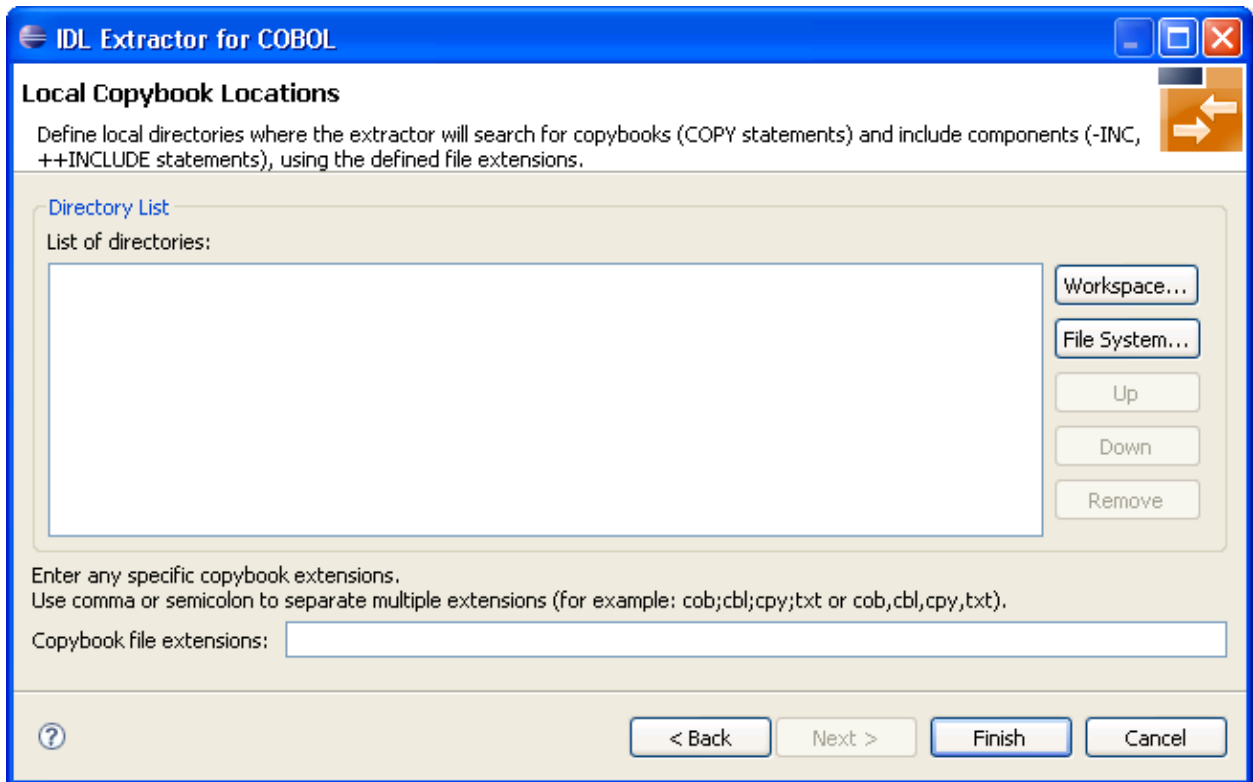 IDL Extractor for COBOL
Local Copybook Locations
Define local directories where the extractor will search for copybooks (COPY statements) and include components (-INC,
++INCLUDE statements), using the defined file extensions.
Directory List
List of directories:
Workspace...
File System...
Up
Down
Remove
Enter any specific copybook extensions.
Use comma or semicolon to separate multiple extensions (for example: cob;cbl;cpy;txt or cob,cbl,cpy,txt).
Copybook file extensions:
?
< Back
Next >
Finish
Cancel